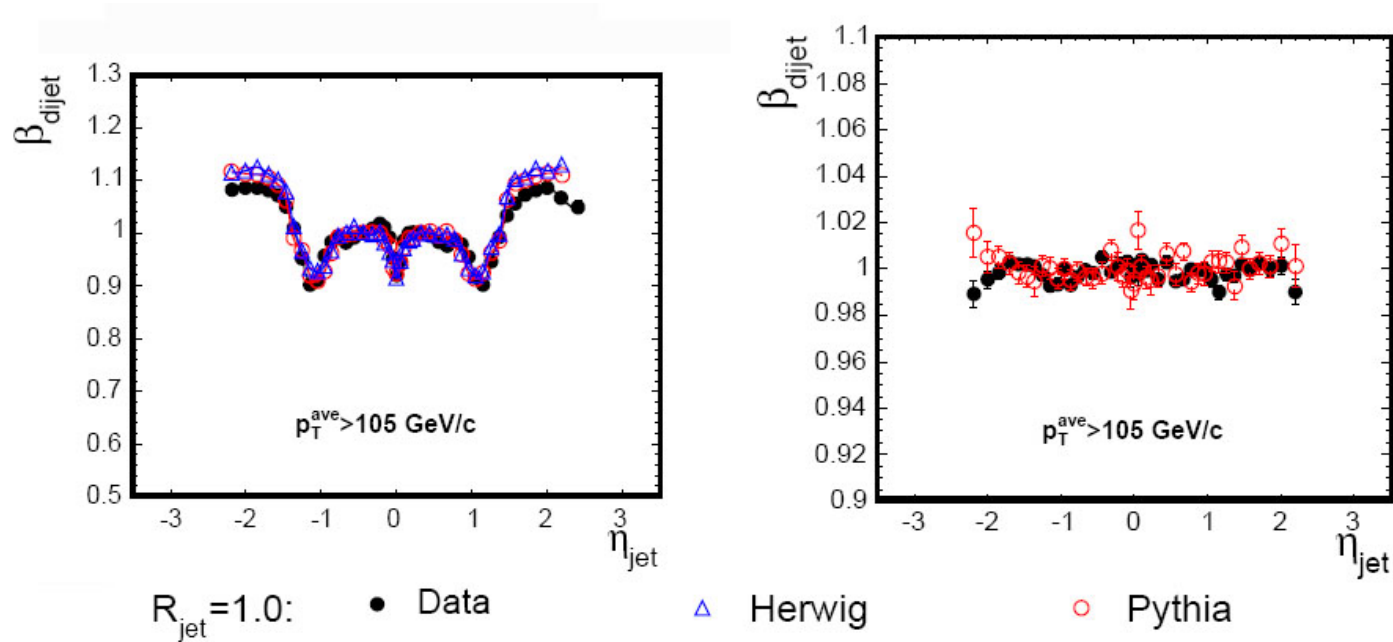 β_dijet
1.3
1.2
1.1
1
0.9
0.8
0.7
0.6
0.5
p_T^ave>105 GeV/c
-3 -2 -1 0 1 2 3
η_jet
β_dijet
1.1
1.08
1.06
1.04
1.02
1
0.98
0.96
0.94
0.92
0.9
p_T^ave>105 GeV/c
-3 -2 -1 0 1 2 3
η_jet
R_jet=1.0: Data Herwig Pythia